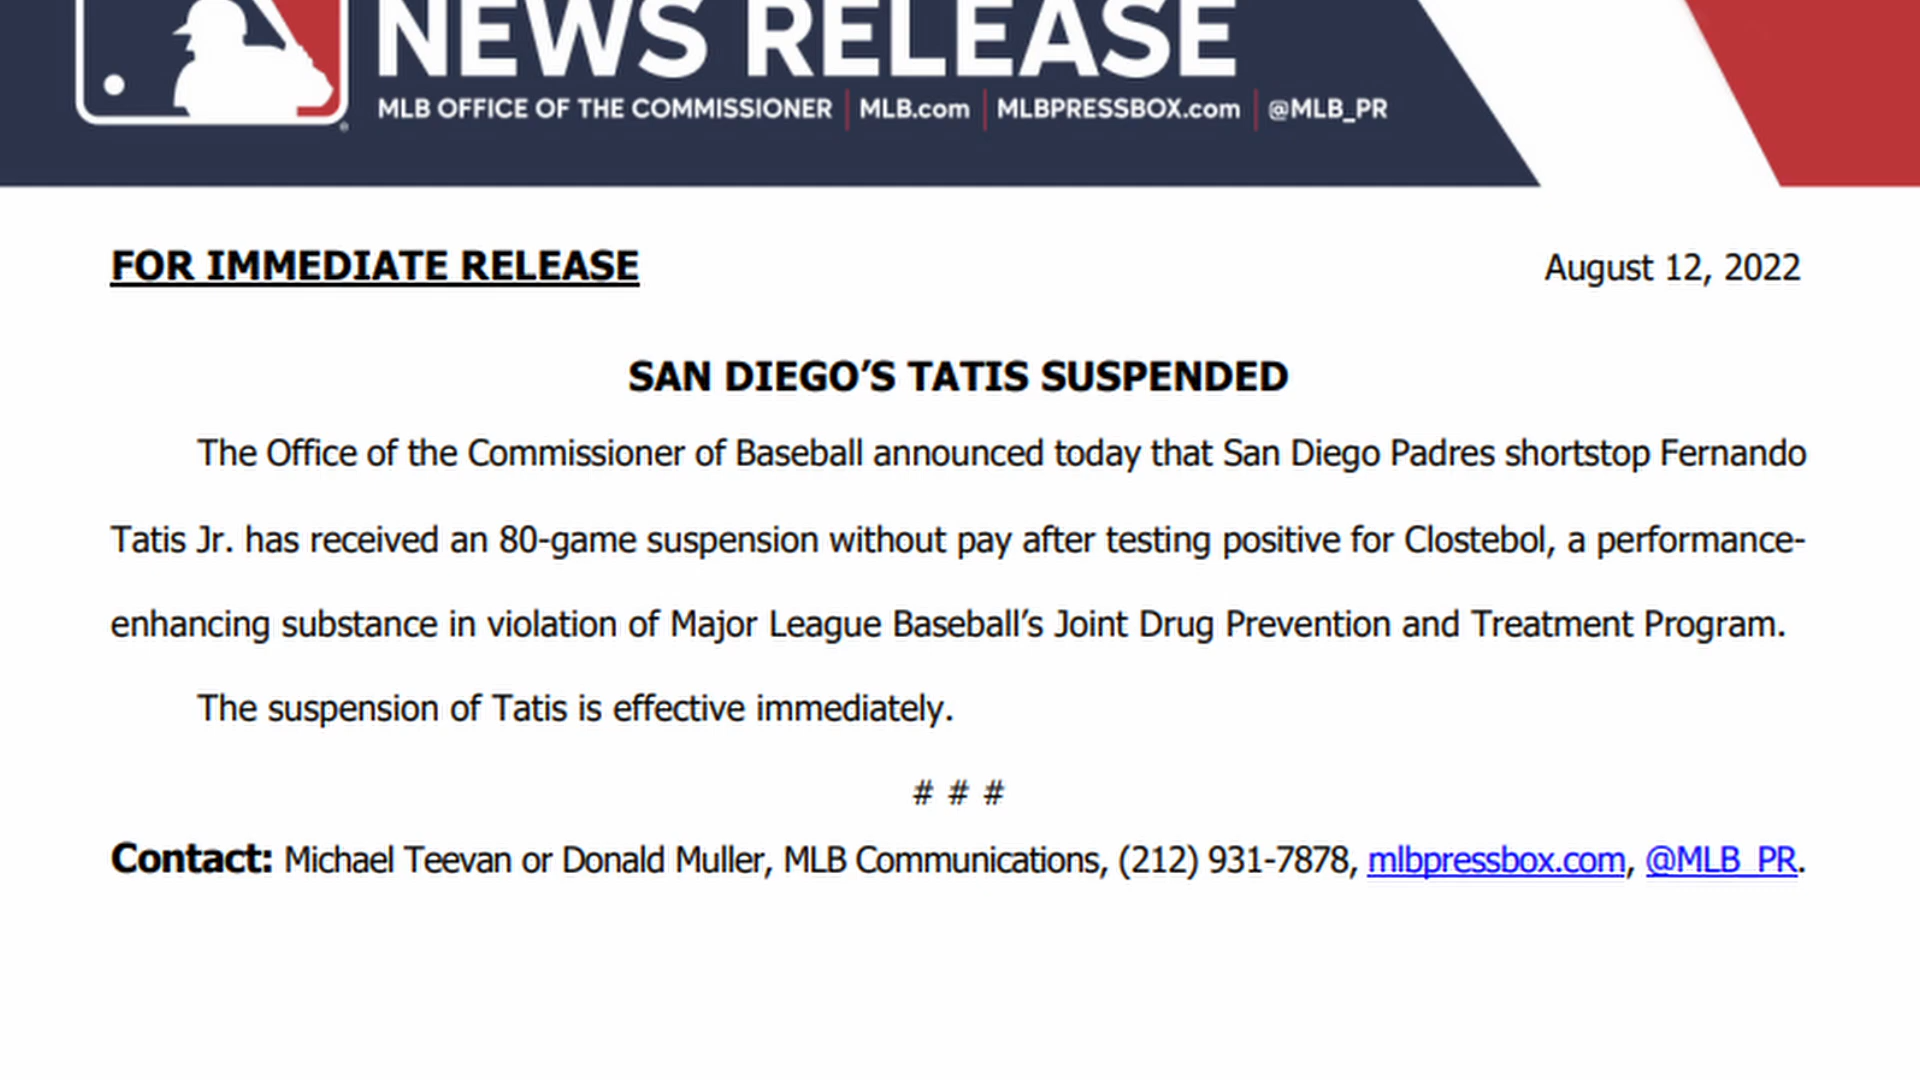 NEWS RELEASE
MLB OFFICE OF THE COMMISSIONER | MLB.com | MLBPRESSBOX.com | @MLB_PR
FOR IMMEDIATE RELEASE
August 12, 2022
SAN DIEGO’S TATIS SUSPENDED
The Office of the Commissioner of Baseball announced today that San Diego Padres shortstop Fernando
Tatis Jr. has received an 80-game suspension without pay after testing positive for Clostebol, a performance-
enhancing substance in violation of Major League Baseball’s Joint Drug Prevention and Treatment Program.
The suspension of Tatis is effective immediately.
# # #
Contact: Michael Teevan or Donald Muller, MLB Communications, (212) 931-7878, mlbpressbox.com, @MLB_PR.